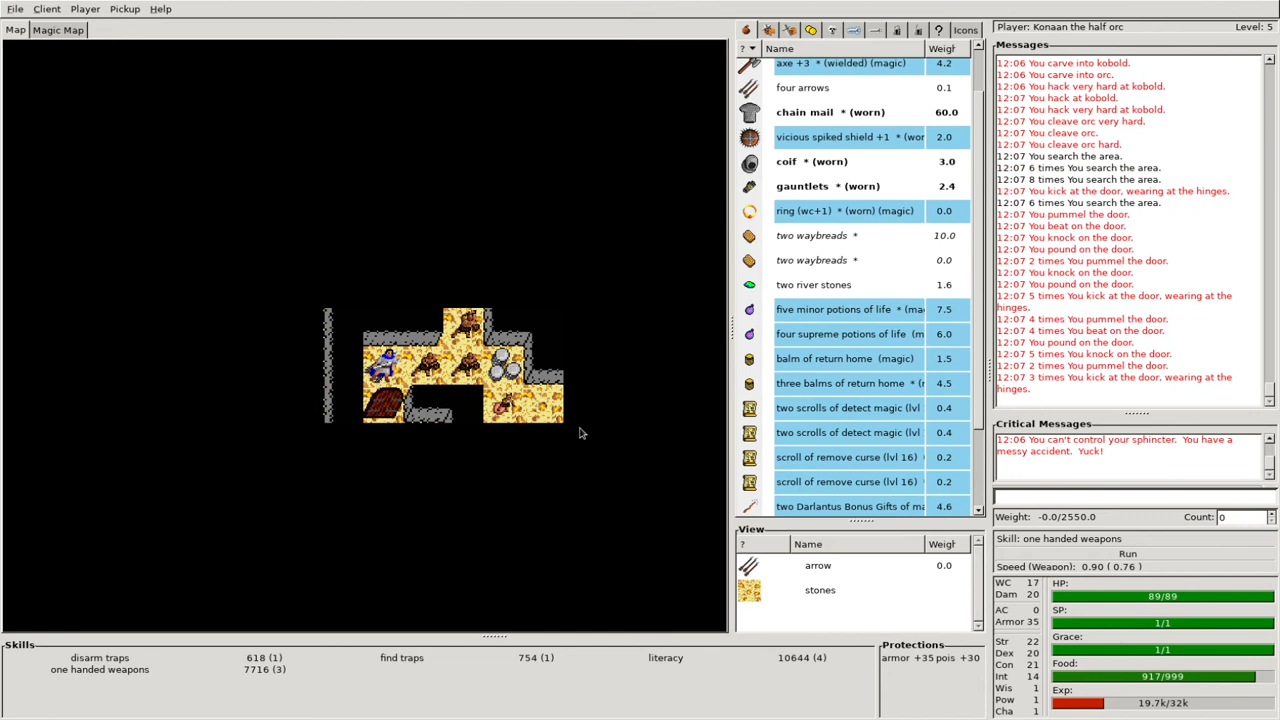 File Client Player Pickup Help
Map Magic Map
? Name Weigh
Icons
axe +3 * (wielded) (magic) 4.2
four arrows 0.1
chain mail * (worn) 60.0
vicious spiked shield +1 * (wor 2.0
coif * (worn) 3.0
gauntlets * (worn) 2.4
ring (wc+1) * (worn) (magic) 0.0
two waybreads * 10.0
two waybreads * 0.0
two river stones 1.6
five minor potions of life * (ma 7.5
four supreme potions of life (m 6.0
balm of return home (magic) 1.5
three balms of return home * ( 4.5
two scrolls of detect magic (lvl 0.4
two scrolls of detect magic (lvl 0.4
scroll of remove curse (lvl 16) 0.2
scroll of remove curse (lvl 16) 0.2
two Darlantus Bonus Gifts of ma 4.6
View
? Name Weigh
arrow 0.0
stones
Player: Konaan the half orc Level: 5
Messages
12:06 You carve into kobold.
12:06 You carve into orc.
12:06 You hack very hard at kobold.
12:07 You hack at kobold.
12:07 You hack very hard at kobold.
12:07 You cleave orc very hard.
12:07 You cleave orc.
12:07 You cleave orc hard.
12:07 You search the area.
12:07 6 times You search the area.
12:07 8 times You search the area.
12:07 You kick at the door, wearing at the hinges.
12:07 6 times You search the area.
12:07 You pummel the door.
12:07 You beat on the door.
12:07 You knock on the door.
12:07 You pound on the door.
12:07 2 times You pummel the door.
12:07 You knock on the door.
12:07 You pound on the door.
12:07 5 times You kick at the door, wearing at the
hinges.
12:07 4 times You pummel the door.
12:07 4 times You beat on the door.
12:07 You pound on the door.
12:07 5 times You knock on the door.
12:07 2 times You pummel the door.
12:07 3 times You kick at the door, wearing at the
hinges.
Critical Messages
12:06 You can't control your sphincter. You have a
messy accident. Yuck!
Weight: -0.0/2550.0 Count: 0
Skill: one handed weapons
Run
Speed (Weapon): 0.90 ( 0.76 )
WC 17
Dam 20
AC 0
Armor 35
Str 22
Dex 20
Con 21
Int 14
Wis 1
Pow 1
Cha 1
HP:
89/89
SP:
1/1
Grace:
1/1
Food:
917/999
Exp:
19.7k/32k
Skills
disarm traps 618 (1) find traps 754 (1) literacy 10644 (4)
one handed weapons 7716 (3)
Protections
armor +35 pois +30